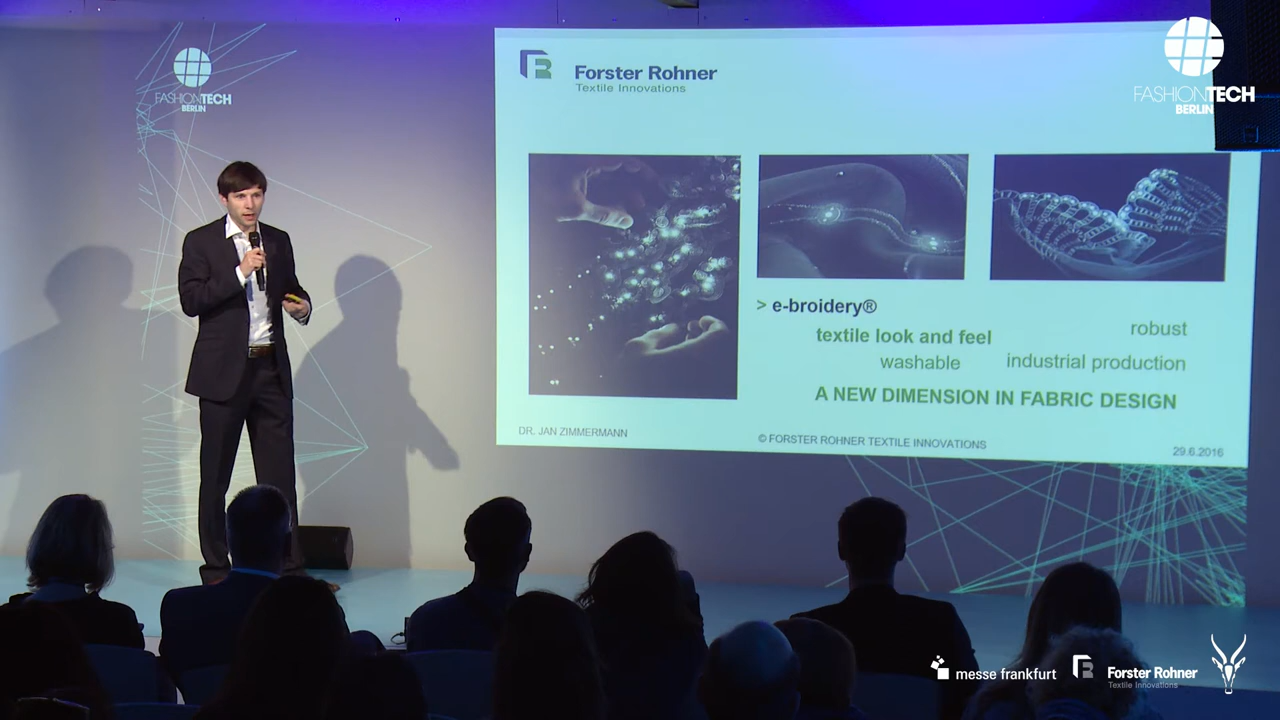 FASHIONTECH
BERLIN
Forster Rohner
Textile Innovations
FASHIONTECH
BERLIN
> e-broidery®
textile look and feel
robust
washable
industrial production
A NEW DIMENSION IN FABRIC DESIGN
DR. JAN ZIMMERMANN
© FORSTER ROHNER TEXTILE INNOVATIONS
29.6.2016
messe frankfurt
Forster Rohner
Textile Innovations